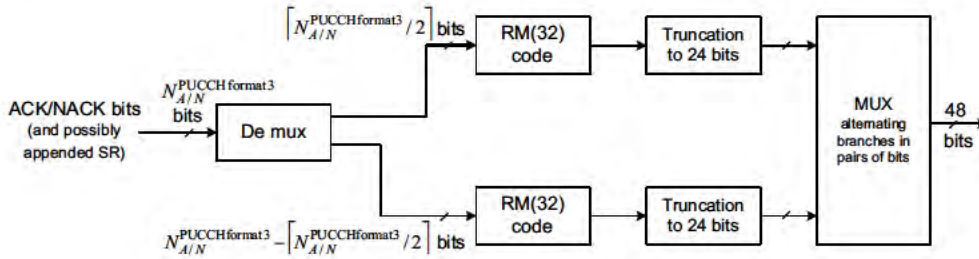 ⌈N_{A/N}^{PUCCH format3}/2⌉ bits
RM(32)
code
Truncation
to 24 bits
N_{A/N}^{PUCCH format3}
bits
ACK/NACK bits
(and possibly
appended SR)
De mux
MUX
alternating
branches in
pairs of bits
48
bits
RM(32)
code
Truncation
to 24 bits
N_{A/N}^{PUCCH format3} − ⌈N_{A/N}^{PUCCH format3}/2⌉ bits